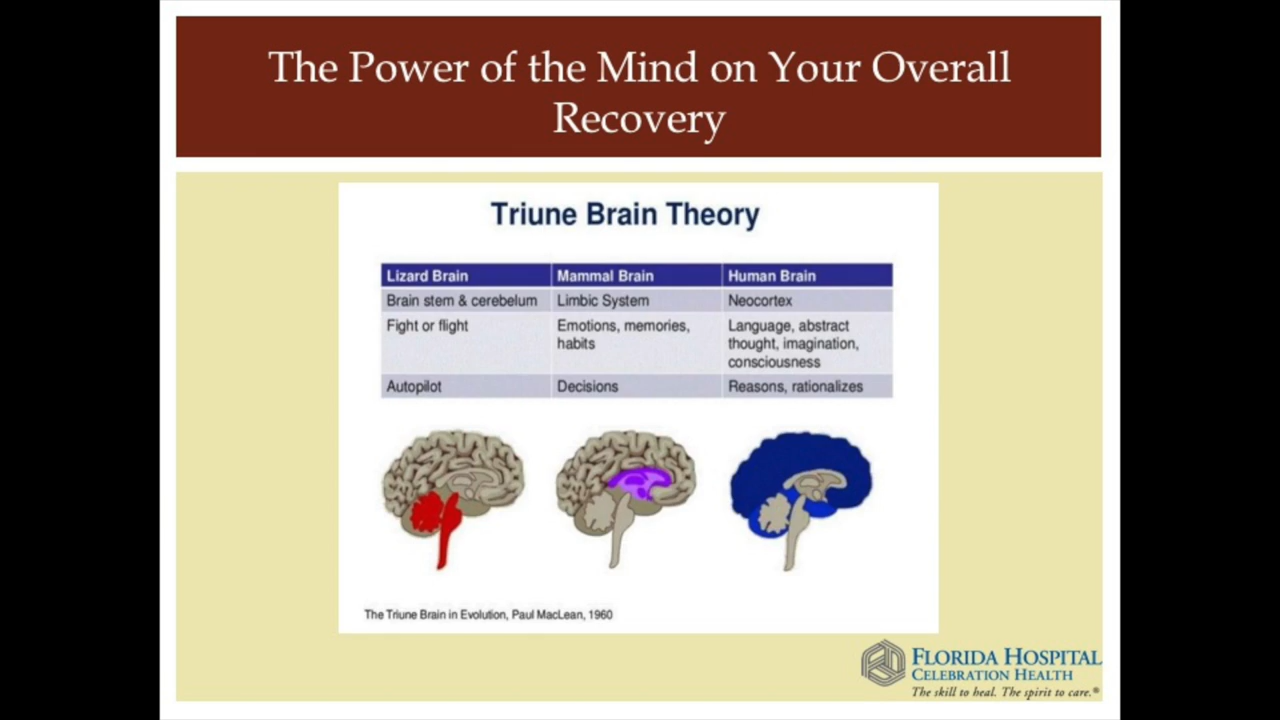 The Power of the Mind on Your Overall
Recovery
Triune Brain Theory
Lizard Brain Mammal Brain Human Brain
Brain stem & cerebelum Limbic System Neocortex
Fight or flight Emotions, memories, Language, abstract
habits thought, imagination,
consciousness
Autopilot Decisions Reasons, rationalizes
The Triune Brain in Evolution, Paul MacLean, 1960
FLORIDA HOSPITAL
CELEBRATION HEALTH
The skill to heal. The spirit to care.®